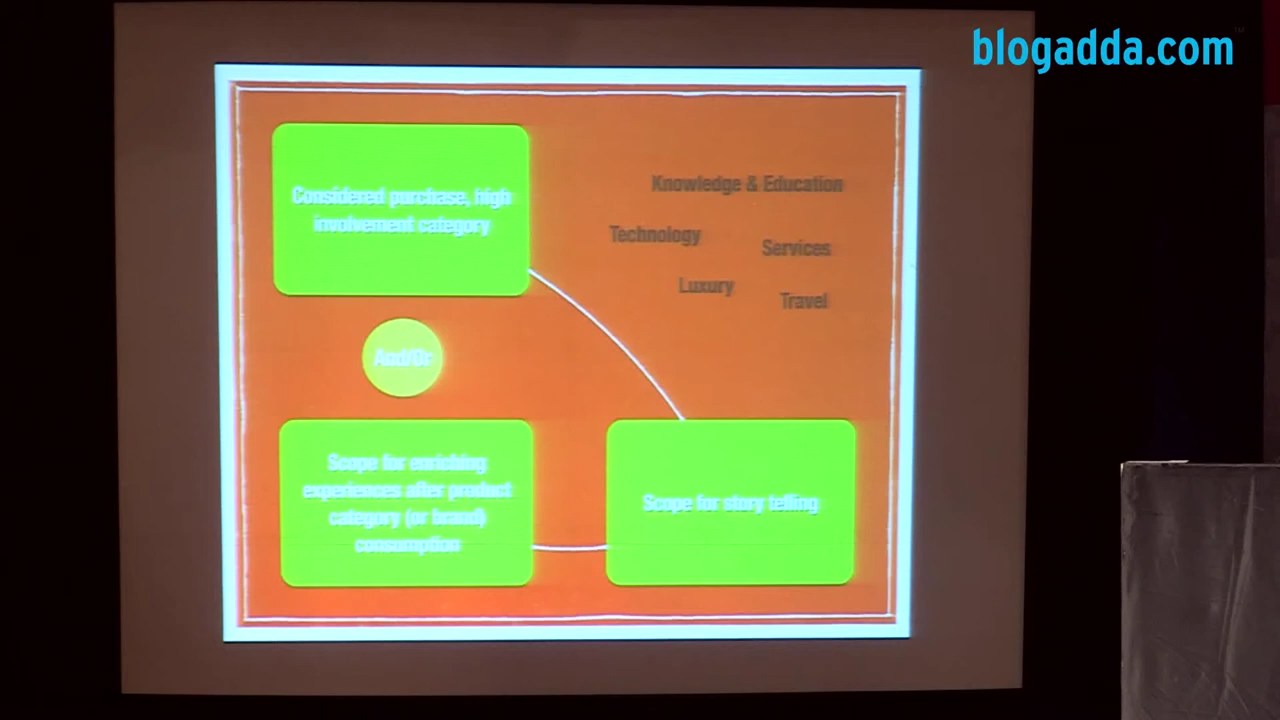 blogadda.com
Considered purchase, high
involvement category
Knowledge & Education
Technology
Services
Luxury
Travel
And/Or
Scope for enriching
experiences after product
category (or brand)
consumption
Scope for story telling